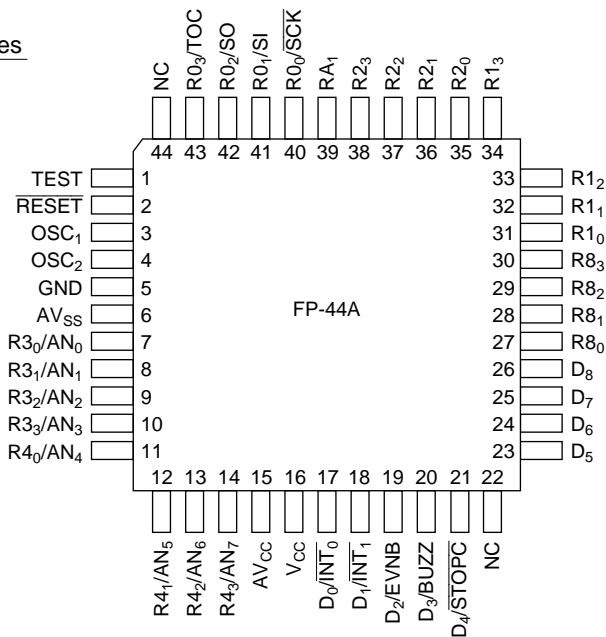 es
NC
R0₃/TOC
R0₂/SO
R0₁/SI
R0₀/S̅C̅K̅
RA₁
R2₃
R2₂
R2₁
R2₀
R1₃
44 43 42 41 40 39 38 37 36 35 34
TEST 1
R̅E̅S̅E̅T̅ 2
OSC₁ 3
OSC₂ 4
GND 5
AVSS 6
R3₀/AN₀ 7
R3₁/AN₁ 8
R3₂/AN₂ 9
R3₃/AN₃ 10
R4₀/AN₄ 11
FP-44A
33 R1₂
32 R1₁
31 R1₀
30 R8₃
29 R8₂
28 R8₁
27 R8₀
26 D₈
25 D₇
24 D₆
23 D₅
12 13 14 15 16 17 18 19 20 21 22
R4₁/AN₅
R4₂/AN₆
R4₃/AN₇
AVCC
VCC
D₀/I̅N̅T̅₀
D₁/I̅N̅T̅₁
D₂/EVNB
D₃/BUZZ
D₄/S̅T̅O̅P̅C̅
NC